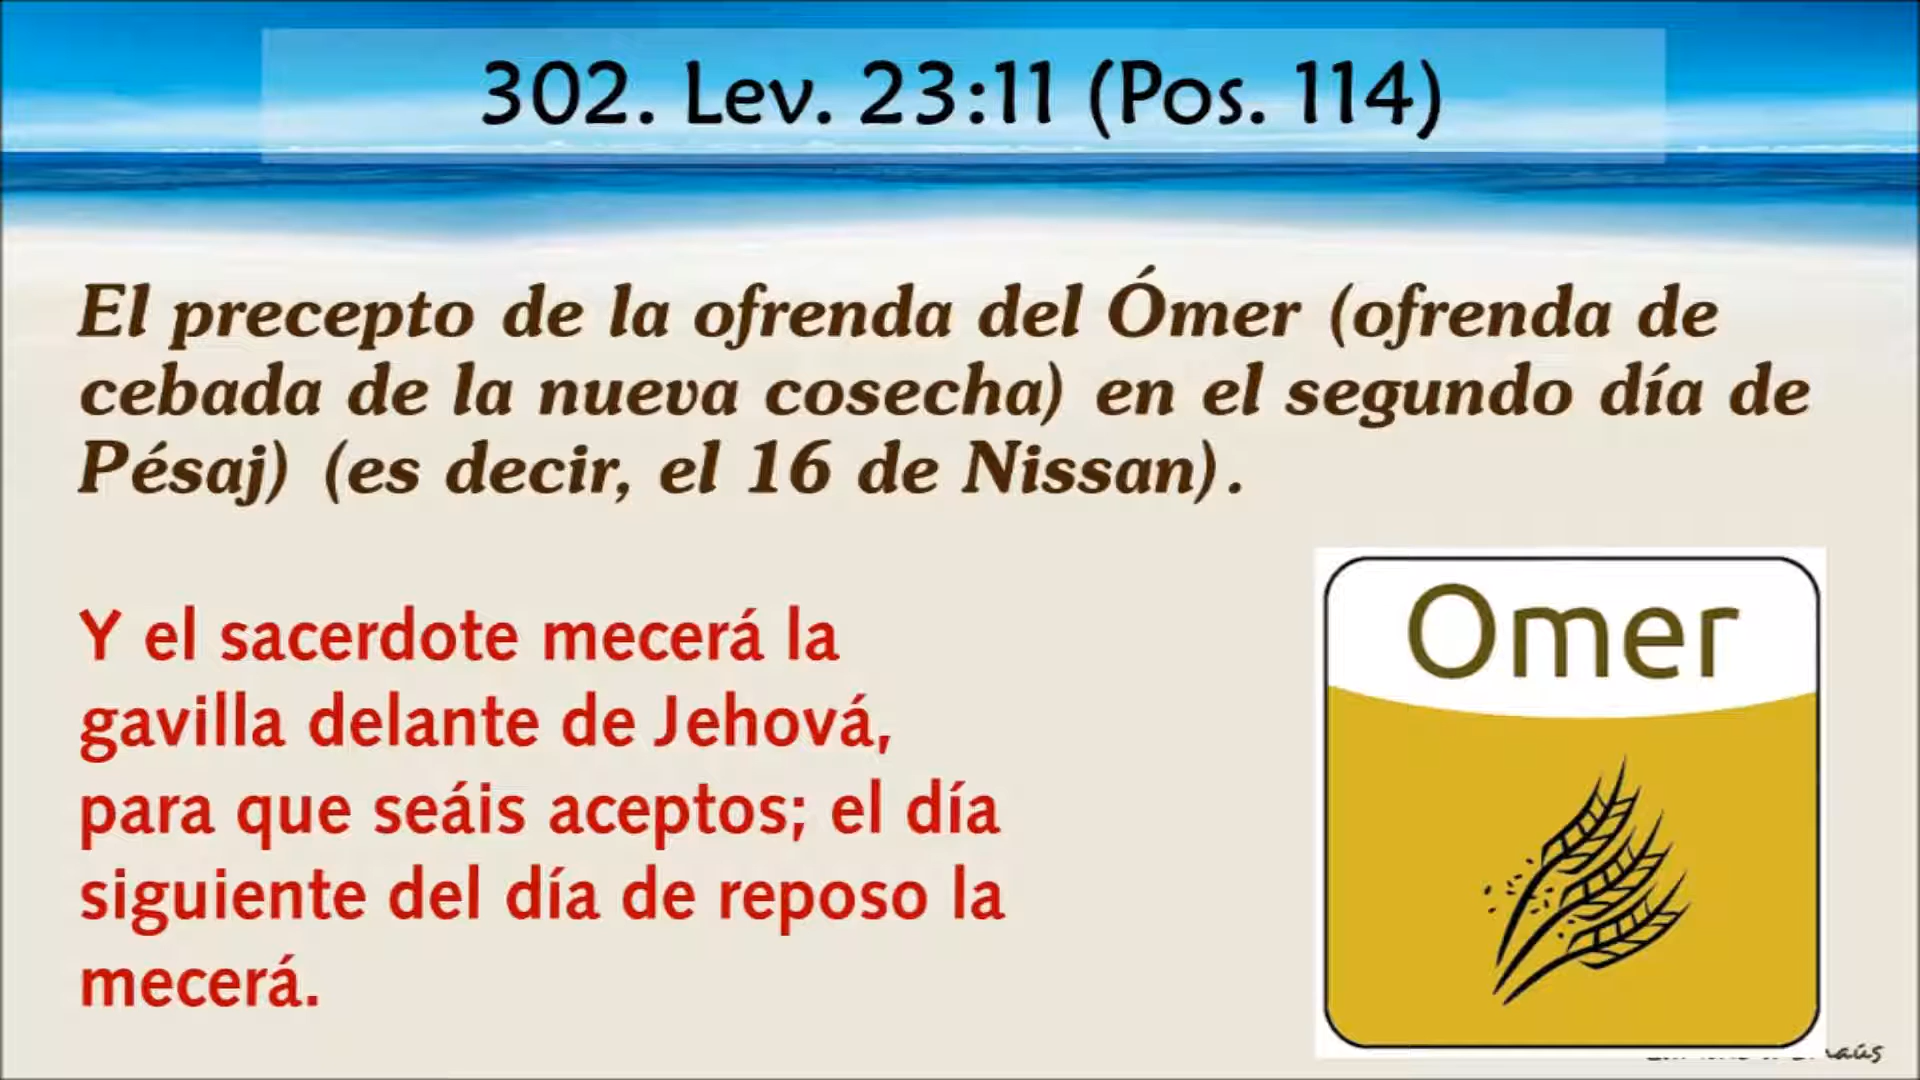 302. Lev. 23:11 (Pos. 114)
El precepto de la ofrenda del Ómer (ofrenda de
cebada de la nueva cosecha) en el segundo día de
Pésaj) (es decir, el 16 de Nissan).
Y el sacerdote mecerá la
gavilla delante de Jehová,
para que seáis aceptos; el día
siguiente del día de reposo la
mecerá.
Omer